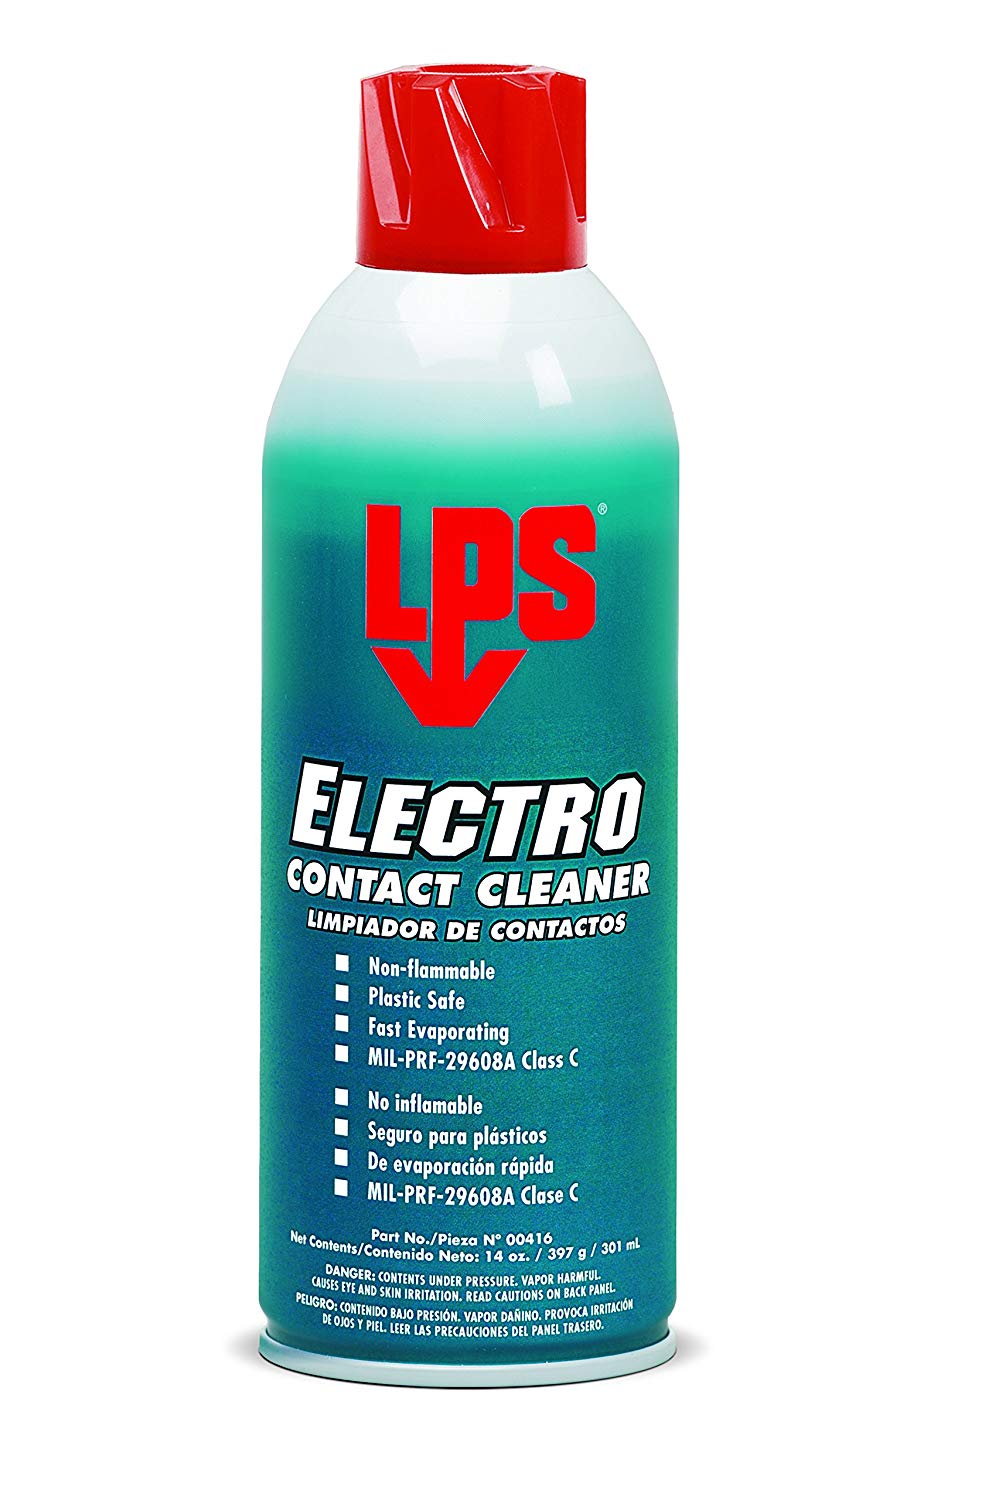 LPS®
ELECTRO
CONTACT CLEANER
LIMPIADOR DE CONTACTOS
Non-flammable
Plastic Safe
Fast Evaporating
MIL-PRF-29608A Class C
No inflamable
Seguro para plásticos
De evaporación rápida
MIL-PRF-29608A Clase C
Part No./Pieza Nº 00416
Net Contents/Contenido Neto: 14 oz. / 397 g / 301 mL
DANGER: CONTENTS UNDER PRESSURE. VAPOR HARMFUL.
CAUSES EYE AND SKIN IRRITATION. READ CAUTIONS ON BACK PANEL.
PELIGRO: CONTENIDO BAJO PRESIÓN. VAPOR DAÑINO. PROVOCA IRRITACIÓN
DE OJOS Y PIEL. LEER LAS PRECAUCIONES DEL PANEL TRASERO.